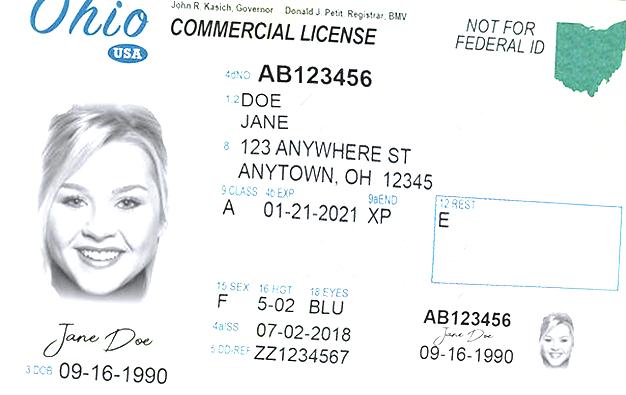 Ohio
USA
John R. Kasich, Governor Donald J. Petit, Registrar, BMV
COMMERCIAL LICENSE
NOT FOR
FEDERAL ID
4dNO. AB123456
1,2 DOE
JANE
8 123 ANYWHERE ST
ANYTOWN, OH 12345
9 CLASS 4b EXP 9aEND 12 REST
A 01-21-2021 XP E
15 SEX 16 HGT 18 EYES
F 5-02 BLU
4a/SS 07-02-2018
5 DD-REF ZZ1234567
Jane Doe
3 DOB 09-16-1990
AB123456
Jane Doe
09-16-1990